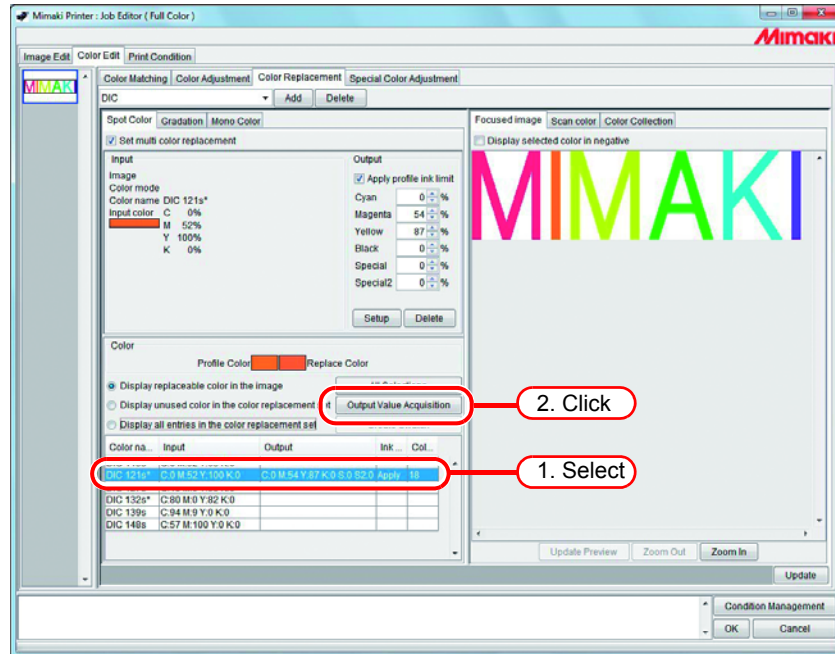 Mimaki Printer : Job Editor ( Full Color )
Mimaki
Image Edit Color Edit Print Condition
MIMAKI
Color Matching Color Adjustment Color Replacement Special Color Adjustment
DIC Add Delete
Spot Color Gradation Mono Color
Set multi color replacement
Input
Image
Color mode
Color name DIC 121s*
Input color C 0%
M 52%
Y 100%
K 0%
Output
Apply profile ink limit
Cyan 0 %
Magenta 54 %
Yellow 87 %
Black 0 %
Special 0 %
Special2 0 %
Setup Delete
Color
Profile Color Replace Color
Display replaceable color in the image
Display unused color in the color replacement
Output Value Acquisition
Display all entries in the color replacement set
Color na... Input Output Ink ... Col...
DIC 121s* C:0 M:52 Y:100 K:0 C:0 M:54 Y:87 K:0 S:0 S2:0 Apply 18
DIC 132s* C:80 M:0 Y:82 K:0
DIC 139s C:94 M:9 Y:0 K:0
DIC 148s C:57 M:100 Y:0 K:0
Focused image Scan color Color Collection
Display selected color in negative
MIMAKI
2. Click
1. Select
Update Preview Zoom Out Zoom In
Update
Condition Management
OK Cancel